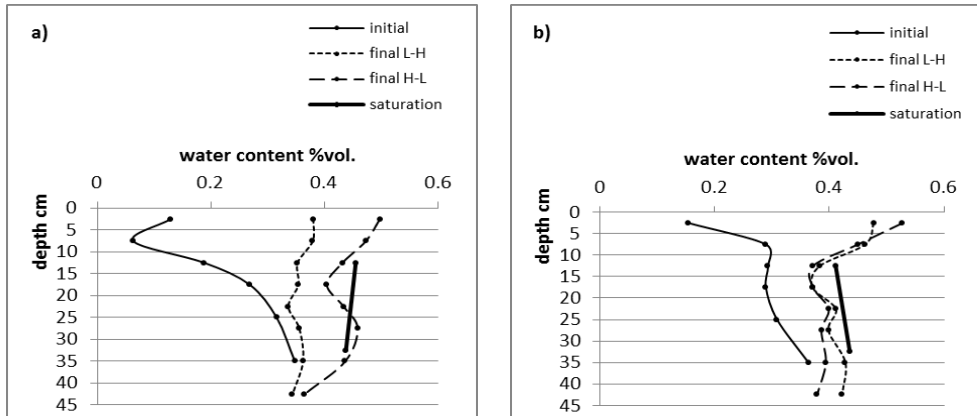 a)
initial
final L-H
final H-L
saturation
water content %vol.
0 0.2 0.4 0.6
depth cm
0
5
10
15
20
25
30
35
40
45
b)
initial
final L-H
final H-L
saturation
water content %vol.
0 0.2 0.4 0.6
depth cm
0
5
10
15
20
25
30
35
40
45